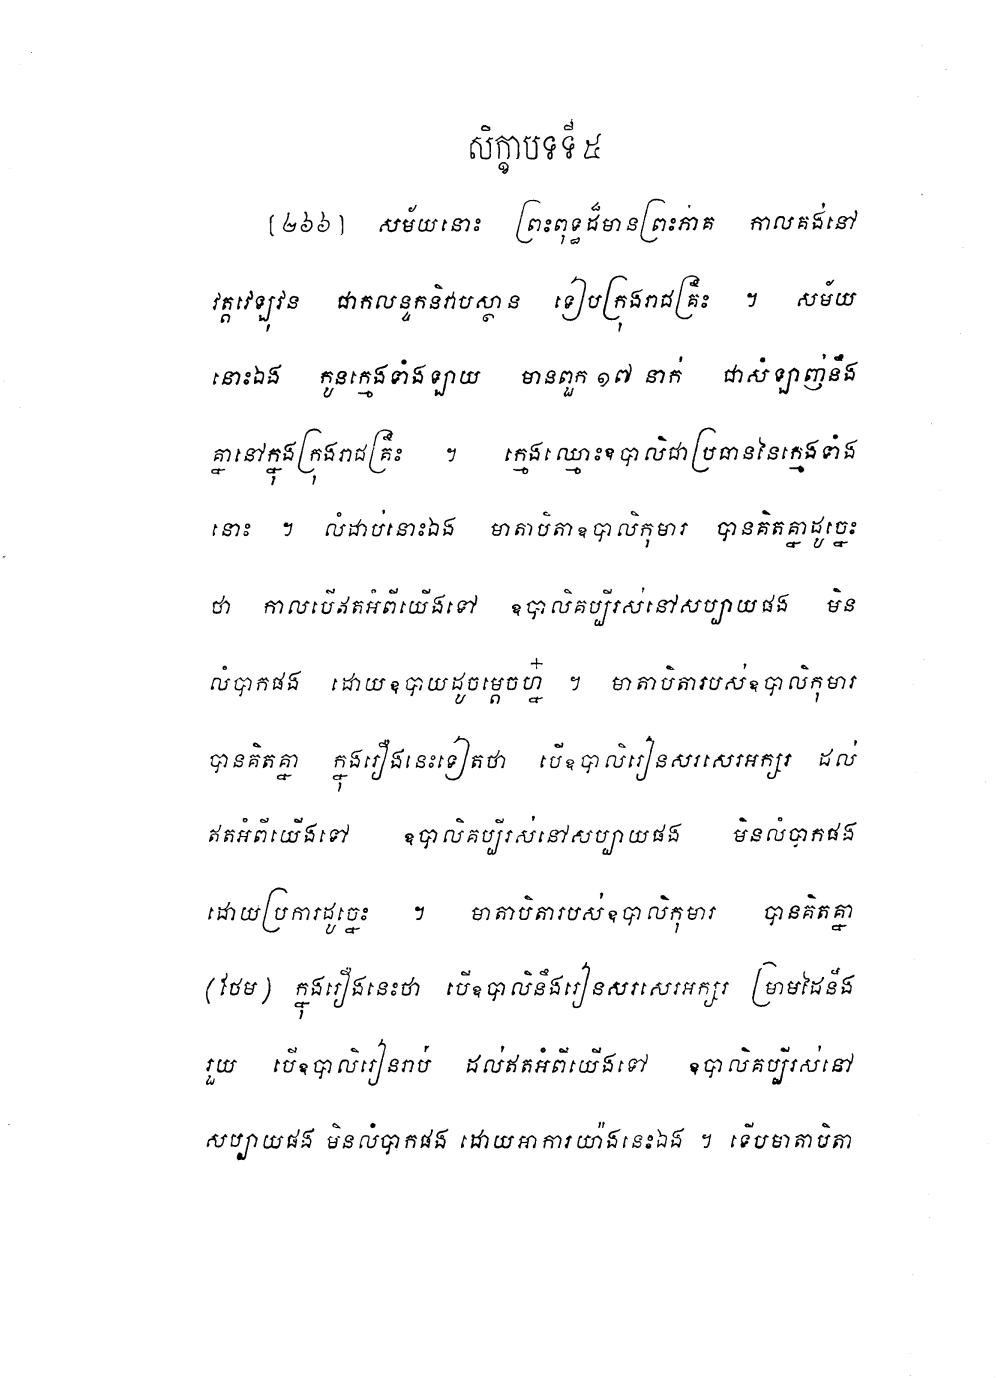 សិក្ខាបទទី ៥
[២៦៦] សម័យនោះ ព្រះពុទ្ធដ៏មានព្រះភាគ កាលគង់នៅ
វត្តវេឡុវន ជាកលន្ទកនិវាបស្ថាន ទៀបក្រុងរាជគ្រឹះ ។ សម័យ
នោះឯង កូនក្មេងទាំងឡាយ មានពួក ១៧ នាក់ ជាសំឡាញ់នឹង
គ្នានៅក្នុងក្រុងរាជគ្រឹះ ។ ក្មេងឈ្មោះឧបាលិជាប្រធាននៃក្មេងទាំង
នោះ ។ លំដាប់នោះឯង មាតាបិតាឧបាលិកុមារ បានគិតគ្នាដូច្នេះ
ថា កាលបើឥតអំពីយើងទៅ ឧបាលិគប្បីរស់នៅសប្បាយផង មិន
លំបាកផង ដោយឧបាយដូចម្តេចហ្ន៎ ។ មាតាបិតារបស់ឧបាលិកុមារ
បានគិតគ្នា ក្នុងរឿងនេះទៀតថា បើឧបាលិរៀនសរសេរអក្សរ ដល់
ឥតអំពីយើងទៅ ឧបាលិគប្បីរស់នៅសប្បាយផង មិនលំបាកផង
ដោយប្រការដូច្នេះ ។ មាតាបិតារបស់ឧបាលិកុមារ បានគិតគ្នា
(ថែម) ក្នុងរឿងនេះថា បើឧបាលិនឹងរៀនសរសេរអក្សរ ម្រាមដៃនឹង
រួយ បើឧបាលិរៀនរាប់ ដល់ឥតអំពីយើងទៅ ឧបាលិគប្បីរស់នៅ
សប្បាយផង មិនលំបាកផង ដោយអាការយ៉ាងនេះឯង ។ ទើបមាតាបិតា